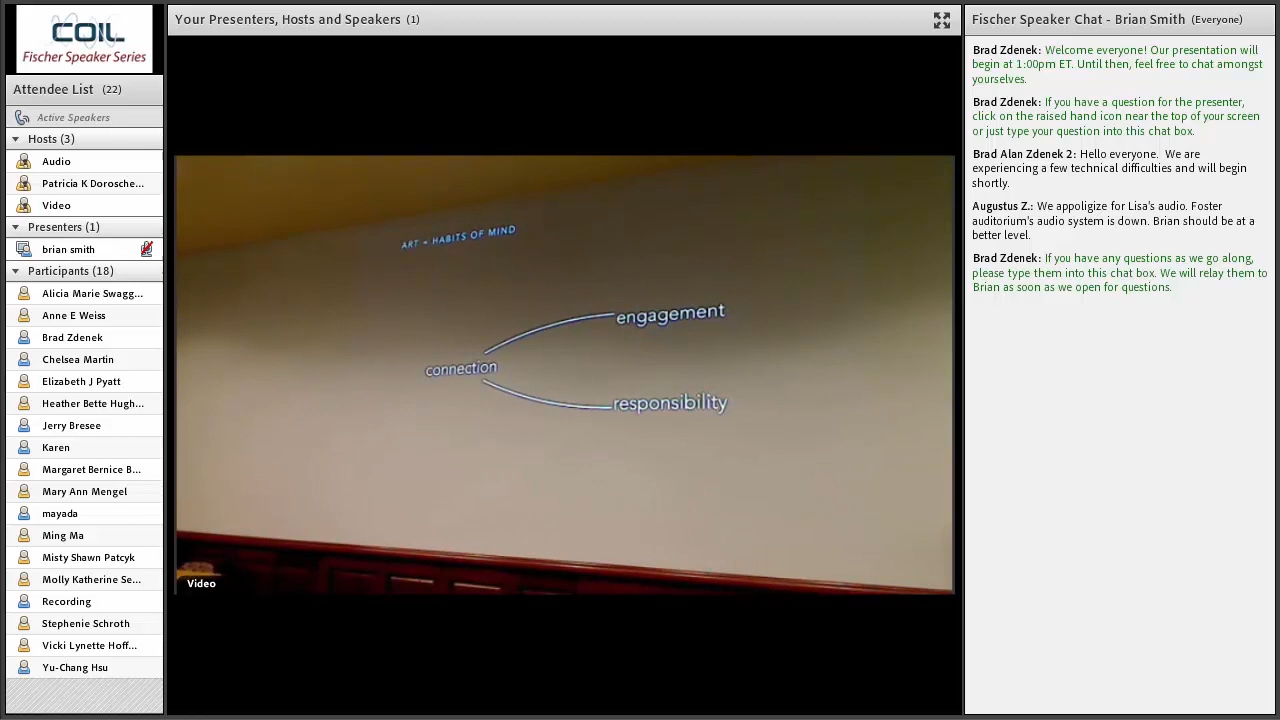 COIL
Fischer Speaker Series
Attendee List (22)
Active Speakers
Hosts (3)
Audio
Patricia K Dorosche...
Video
Presenters (1)
brian smith
Participants (18)
Alicia Marie Swagg...
Anne E Weiss
Brad Zdenek
Chelsea Martin
Elizabeth J Pyatt
Heather Bette Hugh...
Jerry Bresee
Karen
Margaret Bernice B...
Mary Ann Mengel
mayada
Ming Ma
Misty Shawn Patcyk
Molly Katherine Se...
Recording
Stephenie Schroth
Vicki Lynette Hoff...
Yu-Chang Hsu
Your Presenters, Hosts and Speakers (1)
ART = HABITS OF MIND
engagement
connection
responsibility
Video
Fischer Speaker Chat - Brian Smith (Everyone)
Brad Zdenek: Welcome everyone! Our presentation will
begin at 1:00pm ET. Until then, feel free to chat amongst
yourselves.
Brad Zdenek: If you have a question for the presenter,
click on the raised hand icon near the top of your screen
or just type your question into this chat box.
Brad Alan Zdenek 2: Hello everyone. We are
experiencing a few technical difficulties and will begin
shortly.
Augustus Z.: We appoligize for Lisa's audio. Foster
auditorium's audio system is down. Brian should be at a
better level.
Brad Zdenek: If you have any questions as we go along,
please type them into this chat box. We will relay them to
Brian as soon as we open for questions.